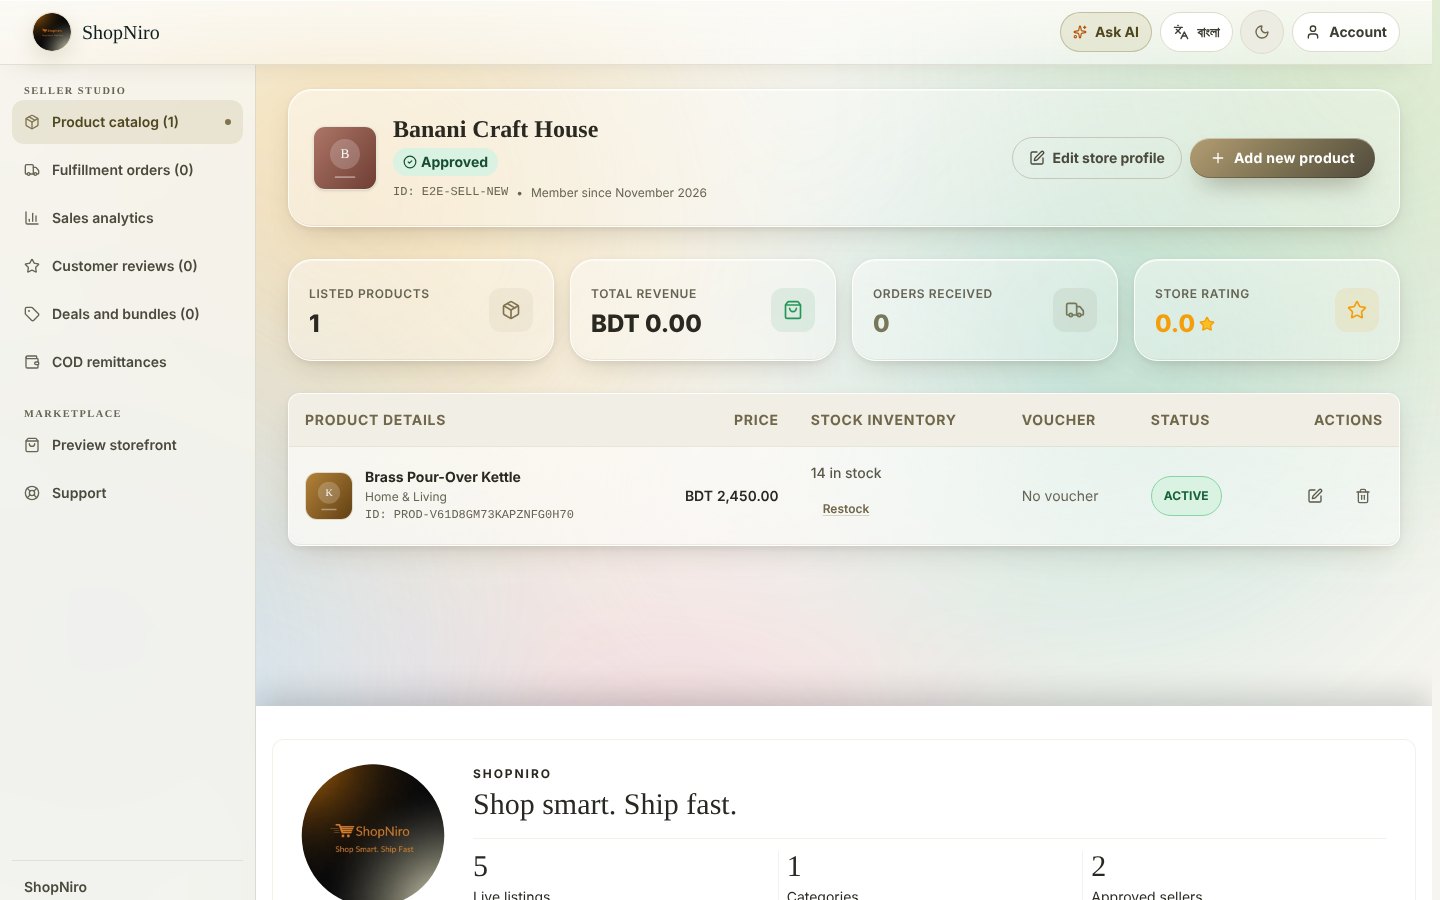 ShopNiro
Ask AI
বাংলা
Account
SELLER STUDIO
Product catalog (1)
Fulfillment orders (0)
Sales analytics
Customer reviews (0)
Deals and bundles (0)
COD remittances
MARKETPLACE
Preview storefront
Support
ShopNiro
B
Banani Craft House
Approved
ID: E2E-SELL-NEW • Member since November 2026
Edit store profile
Add new product
LISTED PRODUCTS
1
TOTAL REVENUE
BDT 0.00
ORDERS RECEIVED
0
STORE RATING
0.0
PRODUCT DETAILS PRICE STOCK INVENTORY VOUCHER STATUS ACTIONS
K
Brass Pour-Over Kettle
Home & Living
ID: PROD-V61D8GM73KAPZNFG0H70
BDT 2,450.00
14 in stock
Restock
No voucher
ACTIVE
ShopNiro
Shop Smart. Ship Fast
SHOPNIRO
Shop smart. Ship fast.
5
Live listings
1
Categories
2
Approved sellers